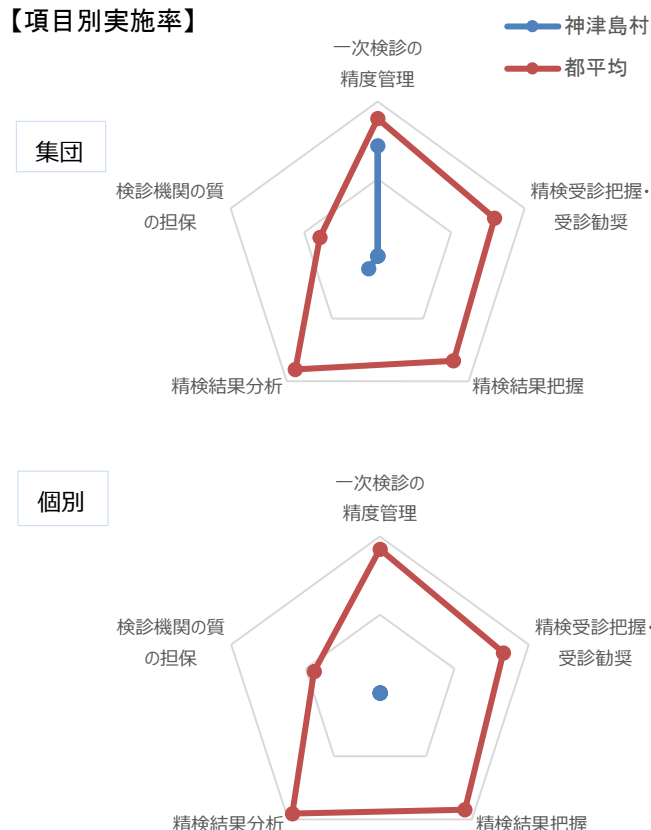 【項目別実施率】
神津島村
都平均
集団
一次検診の
精度管理
精検受診把握・
受診勧奨
精検結果把握
精検結果分析
検診機関の質
の担保
個別
一次検診の
精度管理
精検受診把握・
受診勧奨
精検結果把握
精検結果分析
検診機関の質
の担保